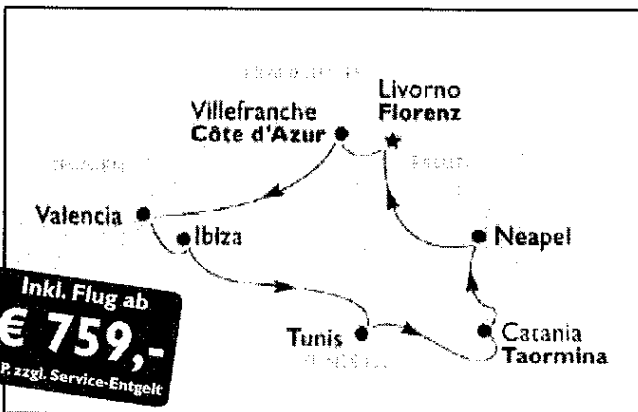 Livorno
Florenz
Villefranche
Côte d'Azur
Valencia
Ibiza
Neapel
Inkl. Flug ab
€ 759,-
P. zzgl. Service-Entgelt
Tunis
Catania
Taormina